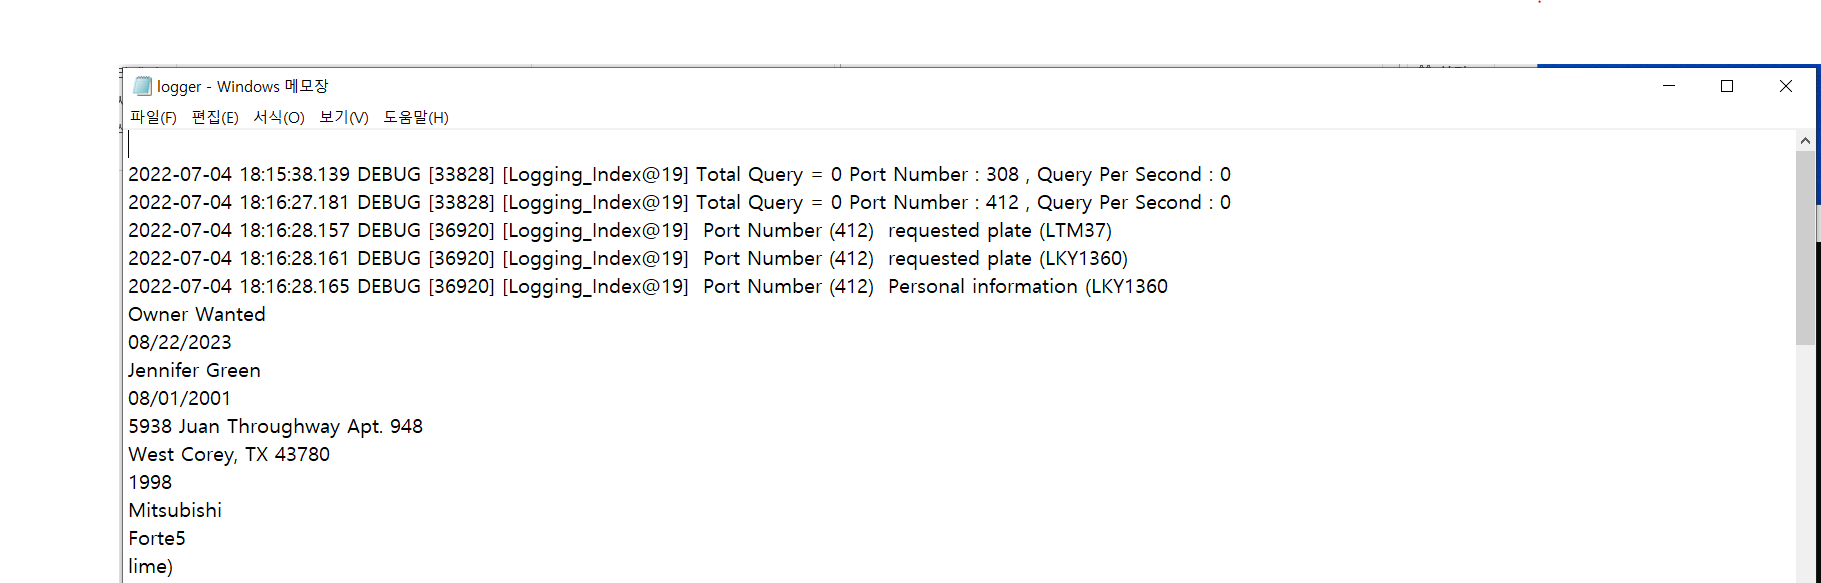 logger - Windows 메모장
파일(F) 편집(E) 서식(O) 보기(V) 도움말(H)
2022-07-04 18:15:38.139 DEBUG [33828] [Logging_Index@19] Total Query = 0 Port Number : 308 , Query Per Second : 0
2022-07-04 18:16:27.181 DEBUG [33828] [Logging_Index@19] Total Query = 0 Port Number : 412 , Query Per Second : 0
2022-07-04 18:16:28.157 DEBUG [36920] [Logging_Index@19]  Port Number (412)  requested plate (LTM37)
2022-07-04 18:16:28.161 DEBUG [36920] [Logging_Index@19]  Port Number (412)  requested plate (LKY1360)
2022-07-04 18:16:28.165 DEBUG [36920] [Logging_Index@19]  Port Number (412)  Personal information (LKY1360
Owner Wanted
08/22/2023
Jennifer Green
08/01/2001
5938 Juan Throughway Apt. 948
West Corey, TX 43780
1998
Mitsubishi
Forte5
lime)